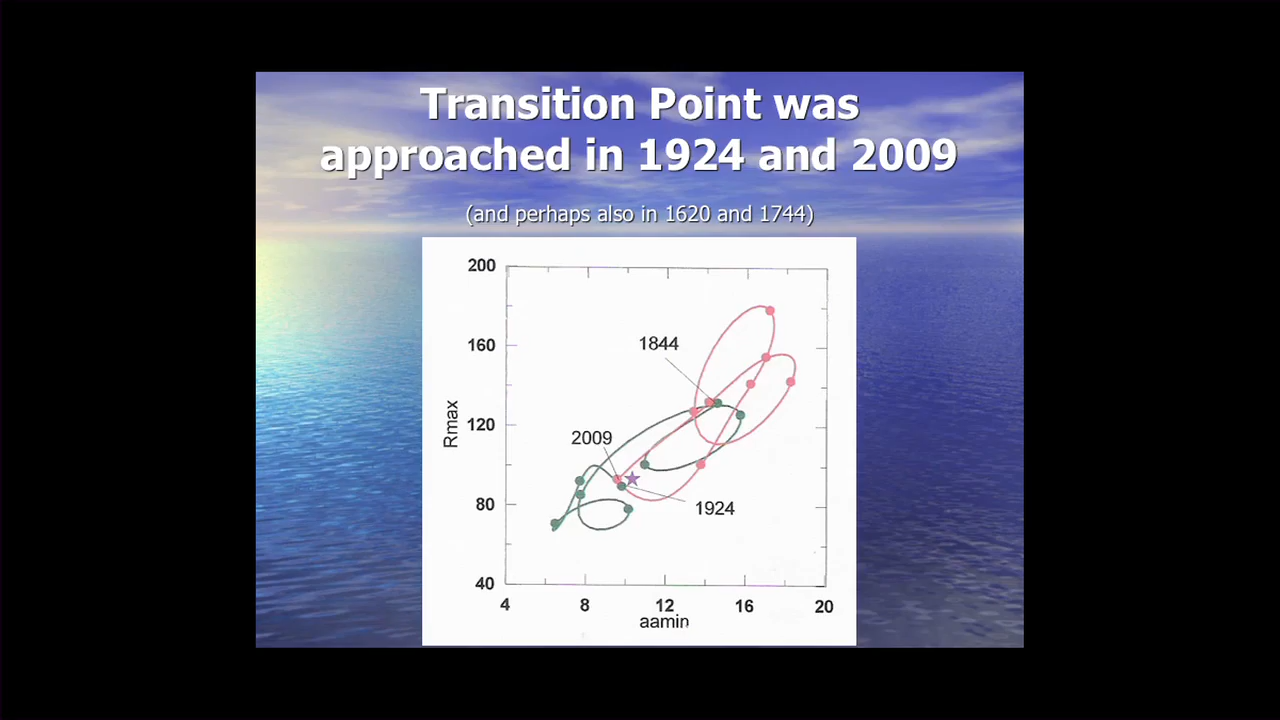 Transition Point was
approached in 1924 and 2009
(and perhaps also in 1620 and 1744)
200
160
120
80
40
Rmax
1844
2009
1924
4 8 12 16 20
aamin